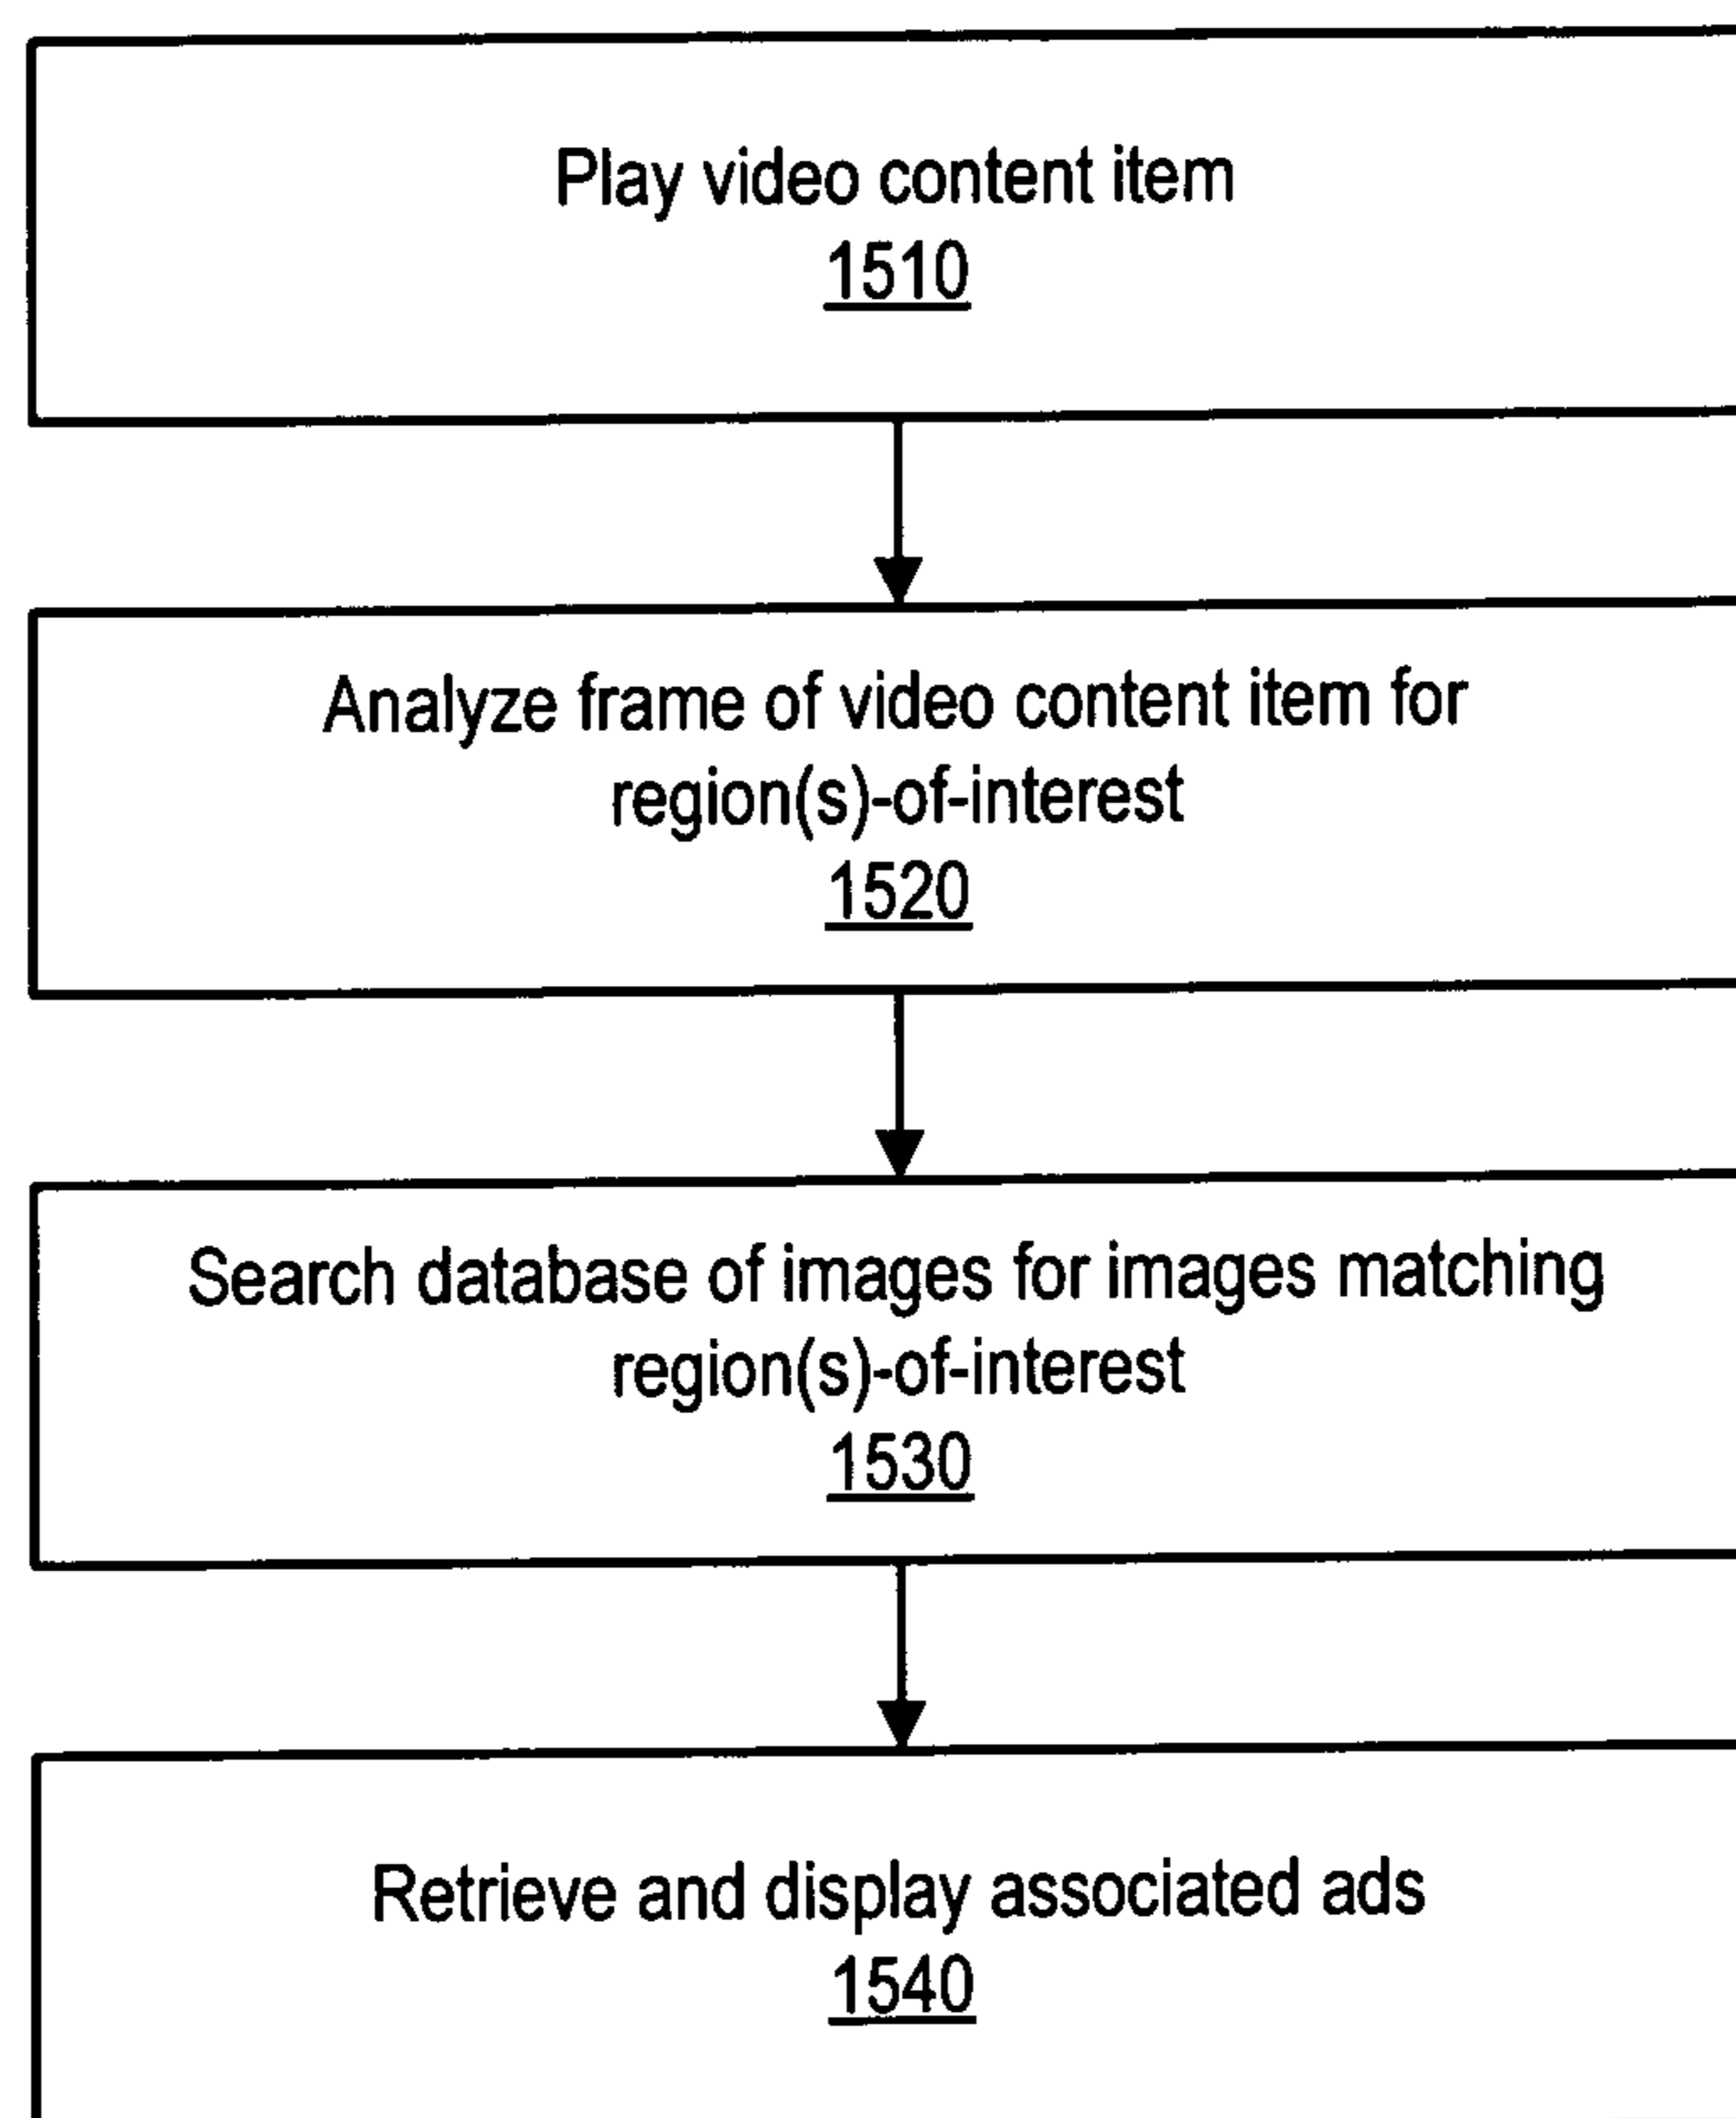 Play video content item
1510
Analyze frame of video content item for
region(s)-of-interest
1520
Search database of images for images matching
region(s)-of-interest
1530
Retrieve and display associated ads
1540